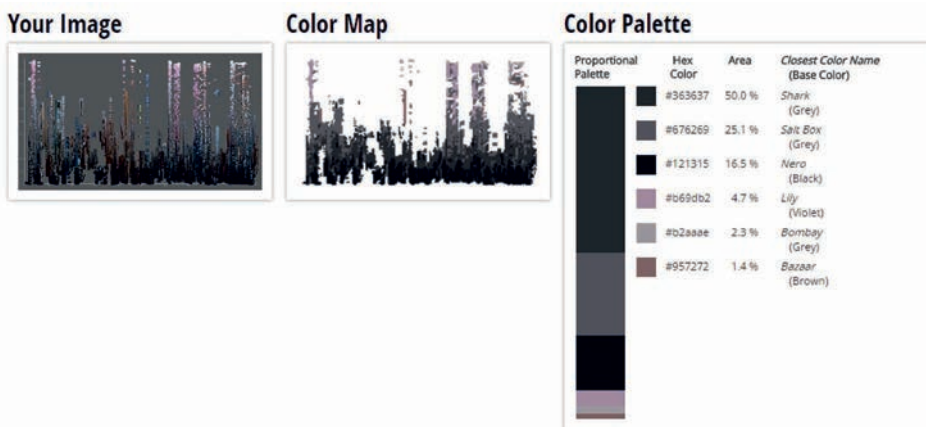 Your Image
Color Map
Color Palette
Proportional Palette Hex Color Area Closest Color Name (Base Color)
#363637 50.0 % Shark (Grey)
#676269 25.1 % Salt Box (Grey)
#121315 16.5 % Nero (Black)
#b69db2 4.7 % Lily (Violet)
#b2aaae 2.3 % Bombay (Grey)
#957272 1.4 % Bazaar (Brown)